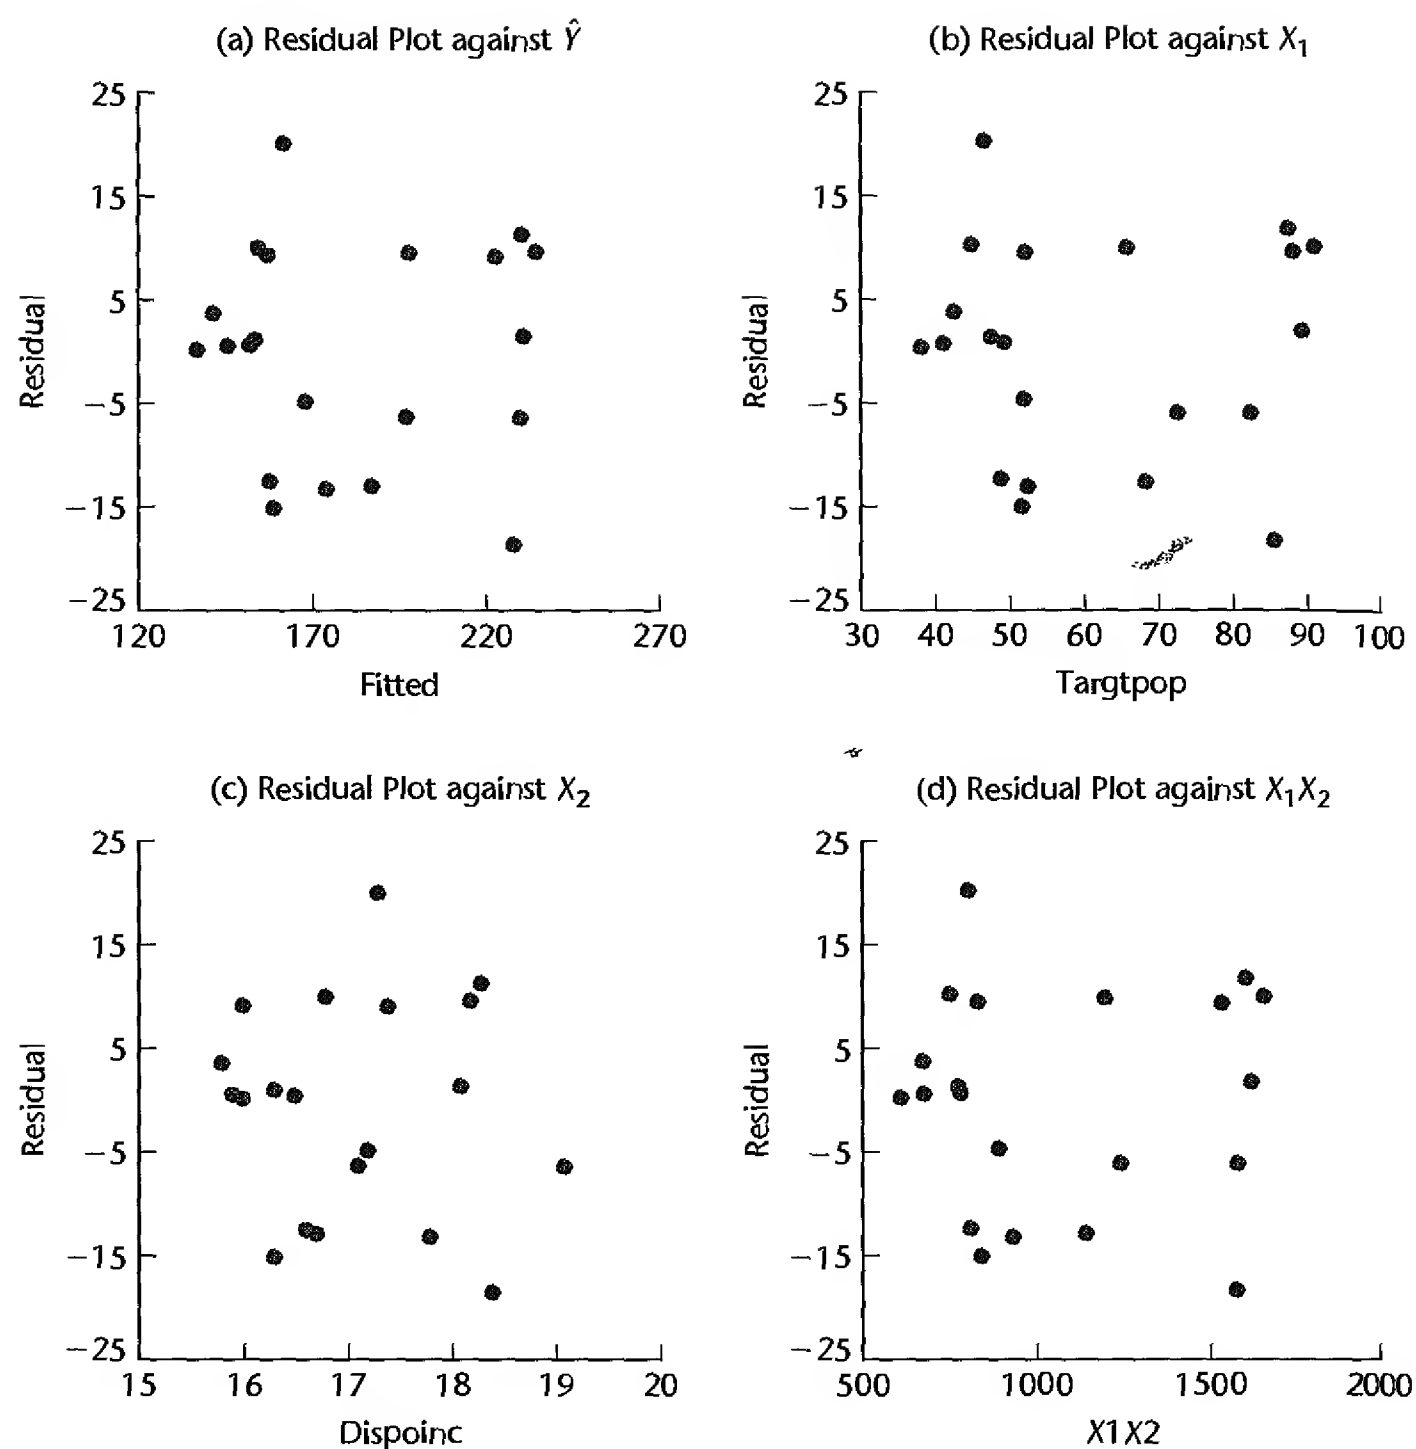 (a) Residual Plot against Ŷ
25
15
5
−5
−15
−25
Residual
120 170 220 270
Fitted
(b) Residual Plot against X₁
25
15
5
−5
−15
−25
Residual
30 40 50 60 70 80 90 100
Targtpop
(c) Residual Plot against X₂
25
15
5
−5
−15
−25
Residual
15 16 17 18 19 20
Dispoinc
(d) Residual Plot against X₁X₂
25
15
5
−5
−15
−25
Residual
500 1000 1500 2000
X1X2